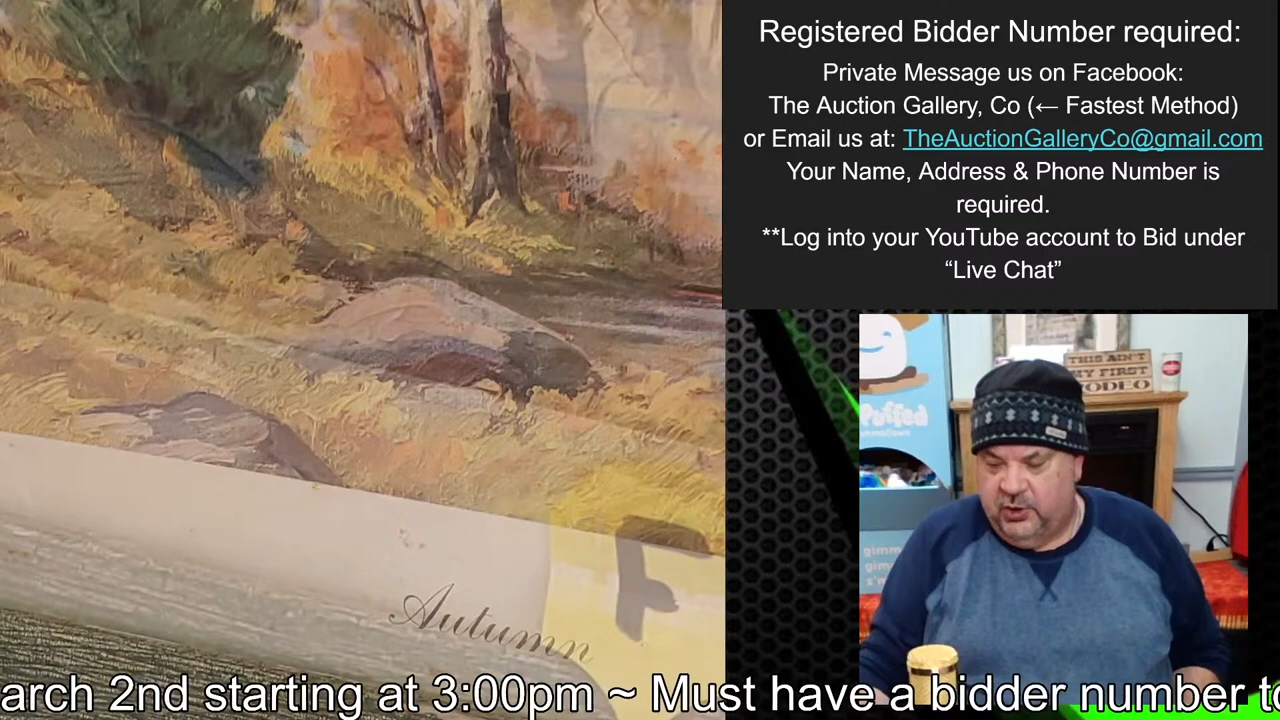 Registered Bidder Number required:
Private Message us on Facebook:
The Auction Gallery, Co (← Fastest Method)
or Email us at: TheAuctionGalleryCo@gmail.com
Your Name, Address & Phone Number is
required.
**Log into your YouTube account to Bid under
“Live Chat”
THIS AIN'T
MY FIRST
RODEO
Puffed
Autumn
arch 2nd starting at 3:00pm ~ Must have a bidder number to